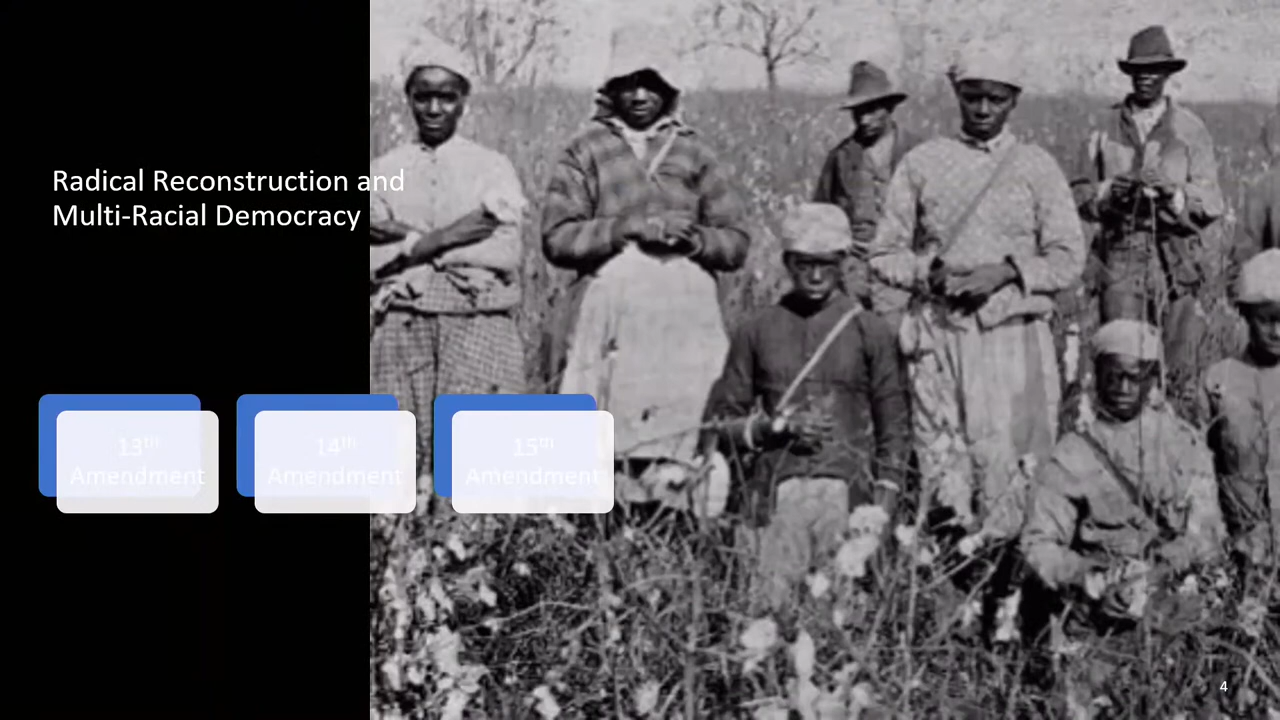 Radical Reconstruction and
Multi-Racial Democracy
13th
Amendment
14th
Amendment
15th
Amendment
4